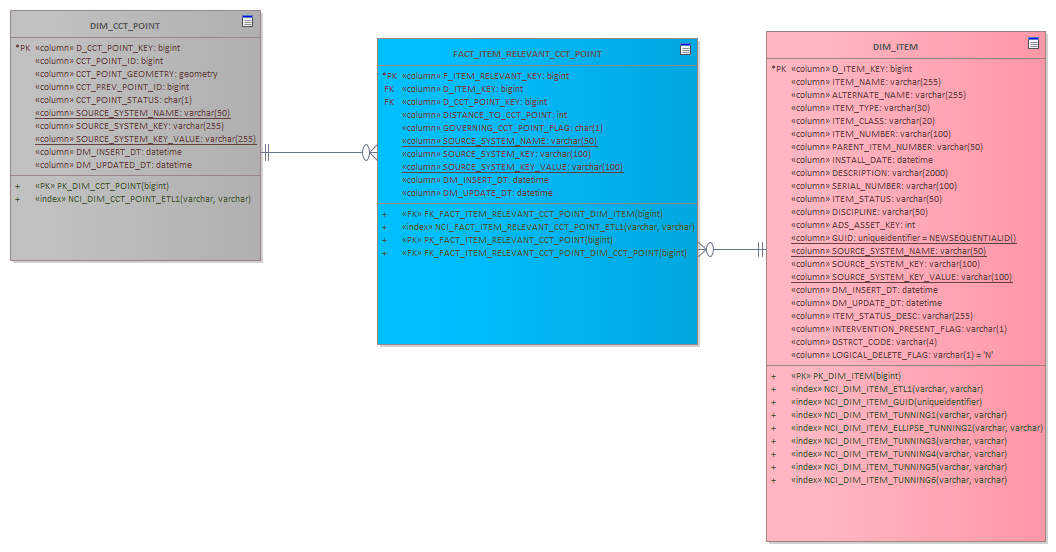 DIM_CCT_POINT
*PK «column» D_CCT_POINT_KEY: bigint
«column» CCT_POINT_ID: bigint
«column» CCT_POINT_GEOMETRY: geometry
«column» CCT_PREV_POINT_ID: bigint
«column» CCT_POINT_STATUS: char(1)
«column» SOURCE_SYSTEM_NAME: varchar(50)
«column» SOURCE_SYSTEM_KEY: varchar(255)
«column» SOURCE_SYSTEM_KEY_VALUE: varchar(255)
«column» DM_INSERT_DT: datetime
«column» DM_UPDATED_DT: datetime
+ «PK» PK_DIM_CCT_POINT(bigint)
+ «index» NCI_DIM_CCT_POINT_ETL1(varchar, varchar)
FACT_ITEM_RELEVANT_CCT_POINT
*PK «column» F_ITEM_RELEVANT_KEY: bigint
FK «column» D_ITEM_KEY: bigint
FK «column» D_CCT_POINT_KEY: bigint
«column» DISTANCE_TO_CCT_POINT: int
«column» GOVERNING_CCT_POINT_FLAG: char(1)
«column» SOURCE_SYSTEM_NAME: varchar(50)
«column» SOURCE_SYSTEM_KEY: varchar(100)
«column» SOURCE_SYSTEM_KEY_VALUE: varchar(100)
«column» DM_INSERT_DT: datetime
«column» DM_UPDATE_DT: datetime
+ «FK» FK_FACT_ITEM_RELEVANT_CCT_POINT_DIM_ITEM(bigint)
+ «index» NCI_FACT_ITEM_RELEVANT_CCT_POINT_ETL1(varchar, varchar)
+ «PK» PK_FACT_ITEM_RELEVANT_CCT_POINT(bigint)
+ «FK» FK_FACT_ITEM_RELEVANT_CCT_POINT_DIM_CCT_POINT(bigint)
DIM_ITEM
*PK «column» D_ITEM_KEY: bigint
«column» ITEM_NAME: varchar(255)
«column» ALTERNATE_NAME: varchar(255)
«column» ITEM_TYPE: varchar(30)
«column» ITEM_CLASS: varchar(20)
«column» ITEM_NUMBER: varchar(100)
«column» PARENT_ITEM_NUMBER: varchar(50)
«column» INSTALL_DATE: datetime
«column» DESCRIPTION: varchar(2000)
«column» SERIAL_NUMBER: varchar(100)
«column» ITEM_STATUS: varchar(50)
«column» DISCIPLINE: varchar(50)
«column» ADS_ASSET_KEY: int
«column» GUID: uniqueidentifier = NEWSEQUENTIALID()
«column» SOURCE_SYSTEM_NAME: varchar(50)
«column» SOURCE_SYSTEM_KEY: varchar(100)
«column» SOURCE_SYSTEM_KEY_VALUE: varchar(100)
«column» DM_INSERT_DT: datetime
«column» DM_UPDATE_DT: datetime
«column» ITEM_STATUS_DESC: varchar(255)
«column» INTERVENTION_PRESENT_FLAG: varchar(1)
«column» DSTRCT_CODE: varchar(4)
«column» LOGICAL_DELETE_FLAG: varchar(1) = 'N'
+ «PK» PK_DIM_ITEM(bigint)
+ «index» NCI_DIM_ITEM_ETL1(varchar, varchar)
+ «index» NCI_DIM_ITEM_GUID(uniqueidentifier)
+ «index» NCI_DIM_ITEM_TUNNING1(varchar, varchar)
+ «index» NCI_DIM_ITEM_ELLIPSE_TUNNING2(varchar, varchar)
+ «index» NCI_DIM_ITEM_TUNNING3(varchar, varchar)
+ «index» NCI_DIM_ITEM_TUNNING4(varchar, varchar)
+ «index» NCI_DIM_ITEM_TUNNING5(varchar, varchar)
+ «index» NCI_DIM_ITEM_TUNNING6(varchar, varchar)